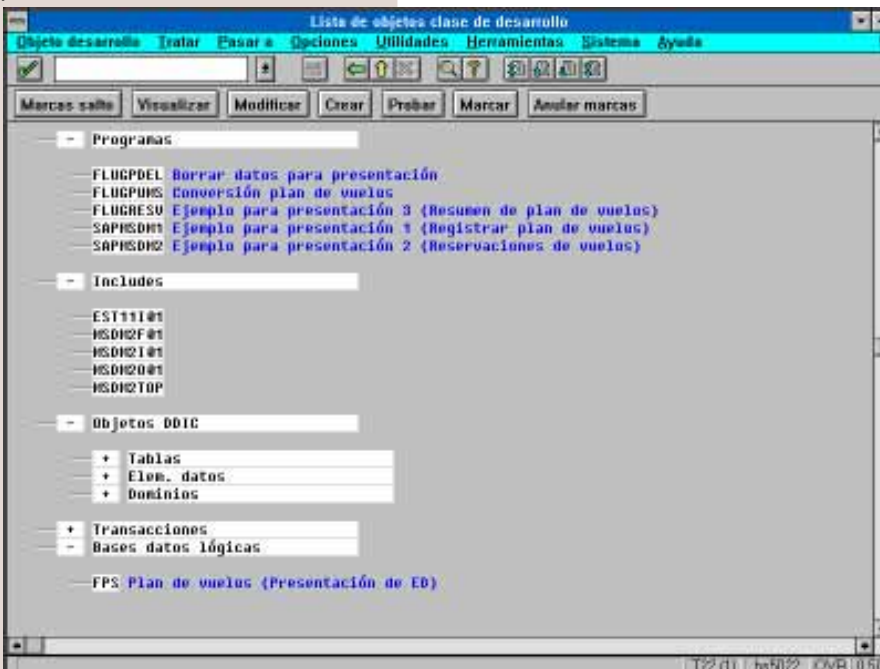 Lista de objetos clase de desarrollo
Objeto desarrollo Tratar Pasar a Opciones Utilidades Herramientas Sistema Ayuda
Marcas salto Visualizar Modificar Crear Probar Marcar Anular marcas
- Programas
FLUGPDEL Borrar datos para presentación
FLUGPUMS Conversión plan de vuelos
FLUGRESV Ejemplo para presentación 3 (Resumen de plan de vuelos)
SAPMSDM1 Ejemplo para presentación 1 (Registrar plan de vuelos)
SAPMSDM2 Ejemplo para presentación 2 (Reservaciones de vuelos)
- Includes
EST11I01
MSDM2F01
MSDM2I01
MSDM2O01
MSDM2TOP
- Objetos DDIC
+ Tablas
+ Elem. datos
+ Dominios
+ Transacciones
- Bases datos lógicas
FPS Plan de vuelos (Presentación de ED)
OVR